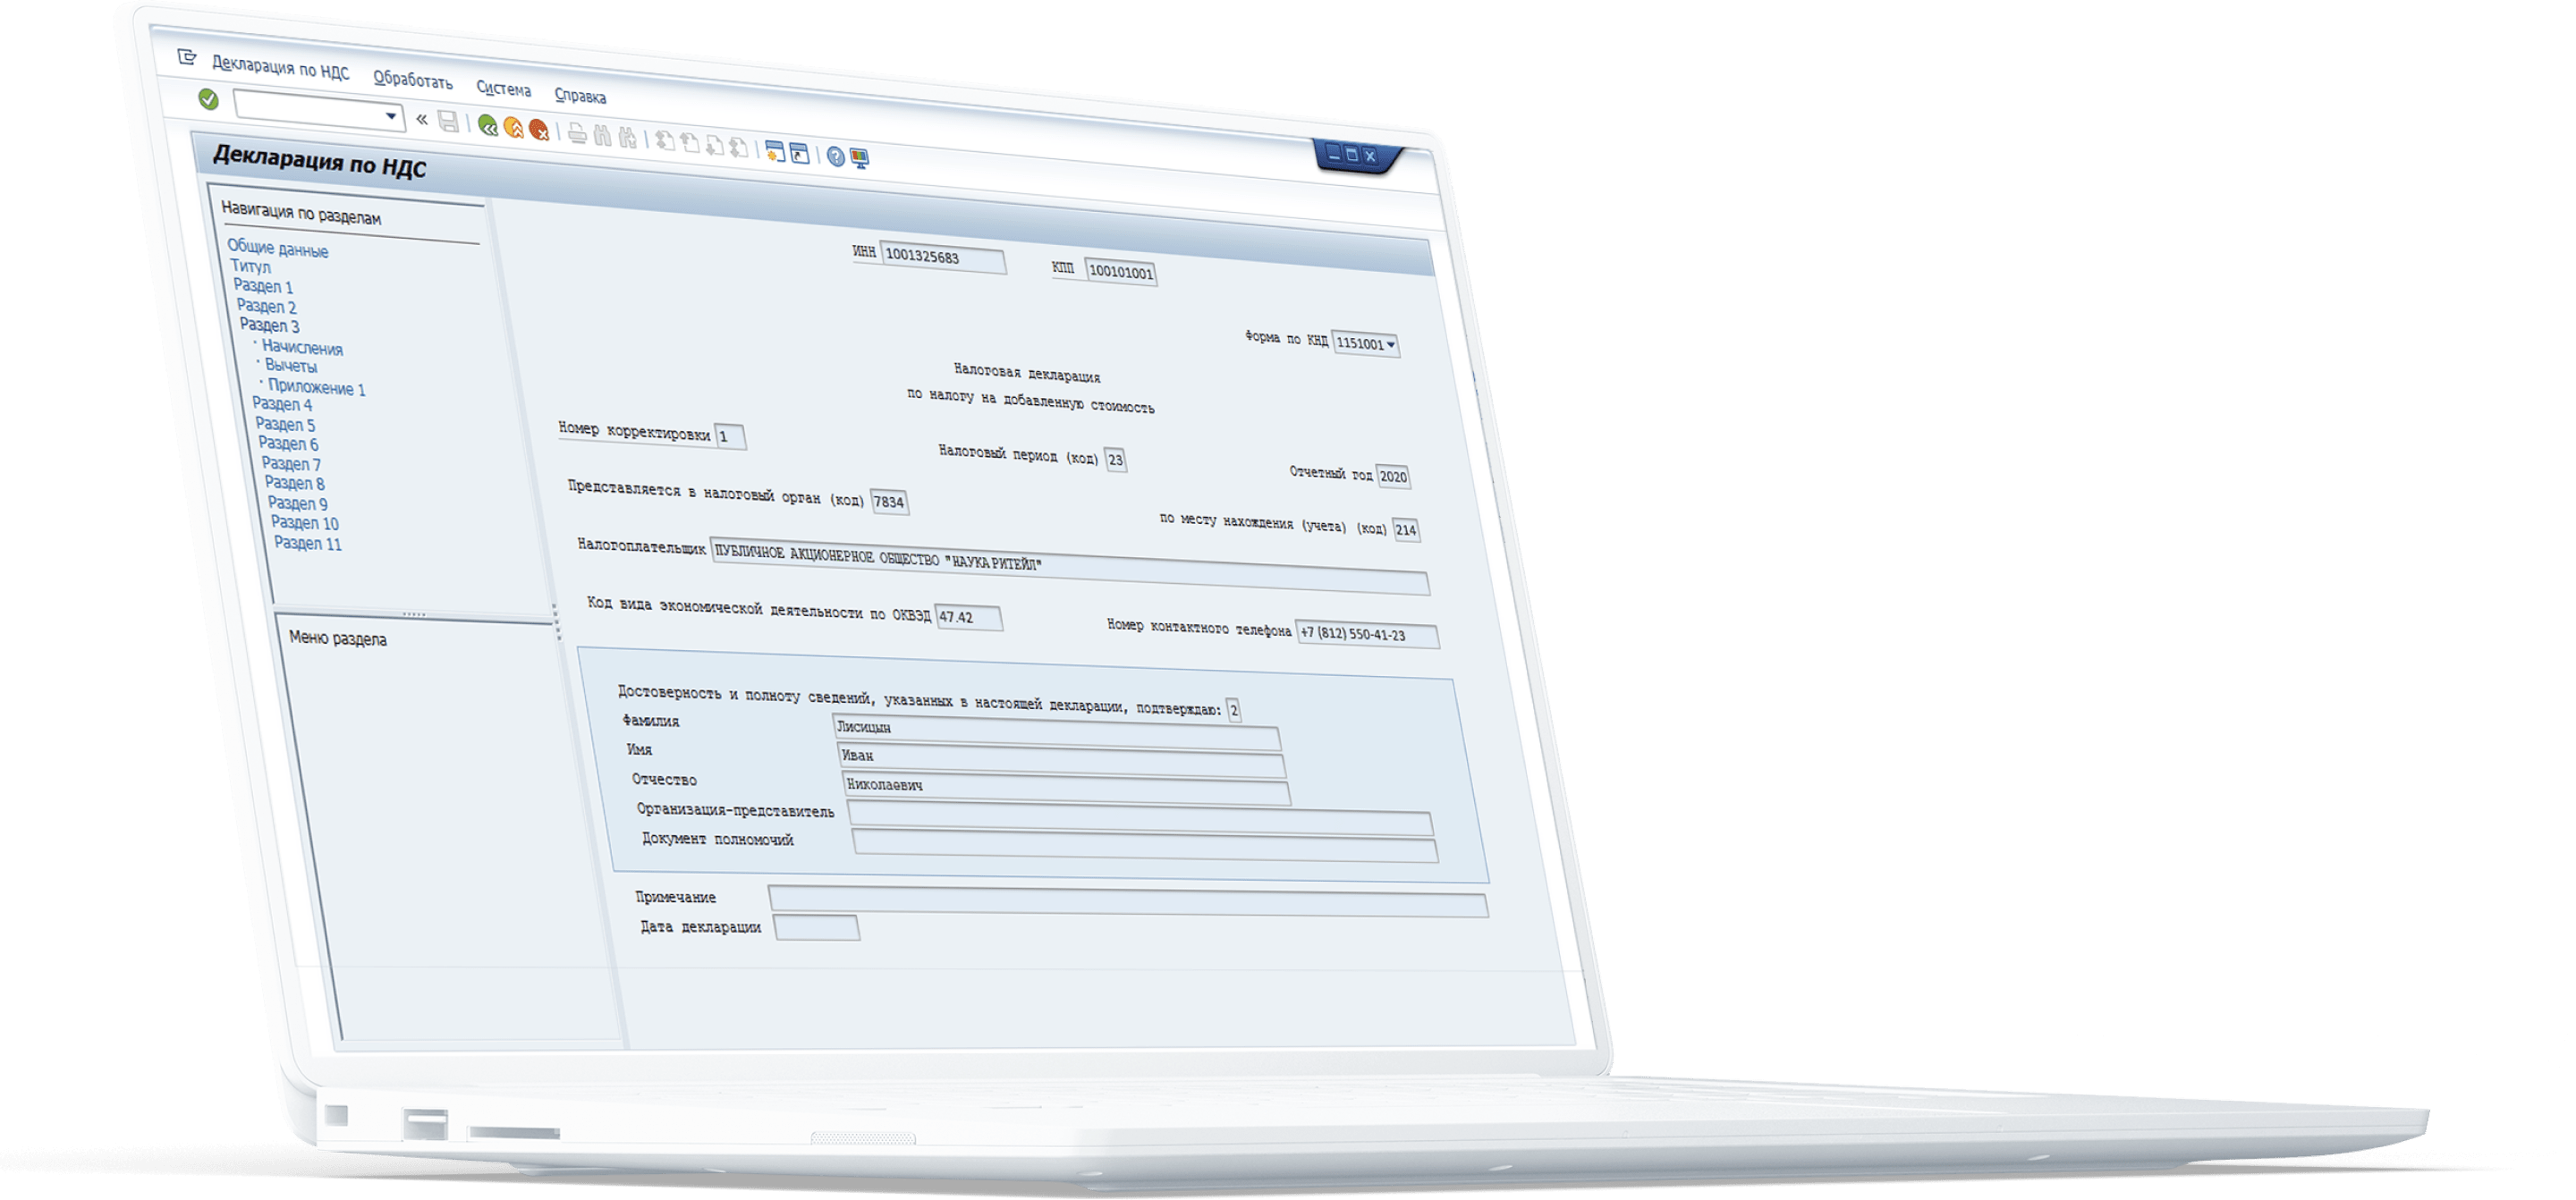 Декларация по НДС Обработать Система Справка
Декларация по НДС
Навигация по разделам
Общие данные
Титул
Раздел 1
Раздел 2
Раздел 3
Начисления
Вычеты
Приложение 1
Раздел 4
Раздел 5
Раздел 6
Раздел 7
Раздел 8
Раздел 9
Раздел 10
Раздел 11
Меню раздела
ИНН 1001325683 КПП 100101001
Форма по КНД 1151001
Налоговая декларация
по налогу на добавленную стоимость
Номер корректировки 1 Налоговый период (код) 23 Отчетный год 2020
Представляется в налоговый орган (код) 7834 по месту нахождения (учета) (код) 214
Налогоплательщик ПУБЛИЧНОЕ АКЦИОНЕРНОЕ ОБЩЕСТВО "НАУКА РИТЕЙЛ"
Код вида экономической деятельности по ОКВЭД 47.42 Номер контактного телефона +7 (812) 550-41-23
Достоверность и полноту сведений, указанных в настоящей декларации, подтверждаю: 2
Фамилия Лисицын
Имя Иван
Отчество Николаевич
Организация-представитель
Документ полномочий
Примечание
Дата декларации